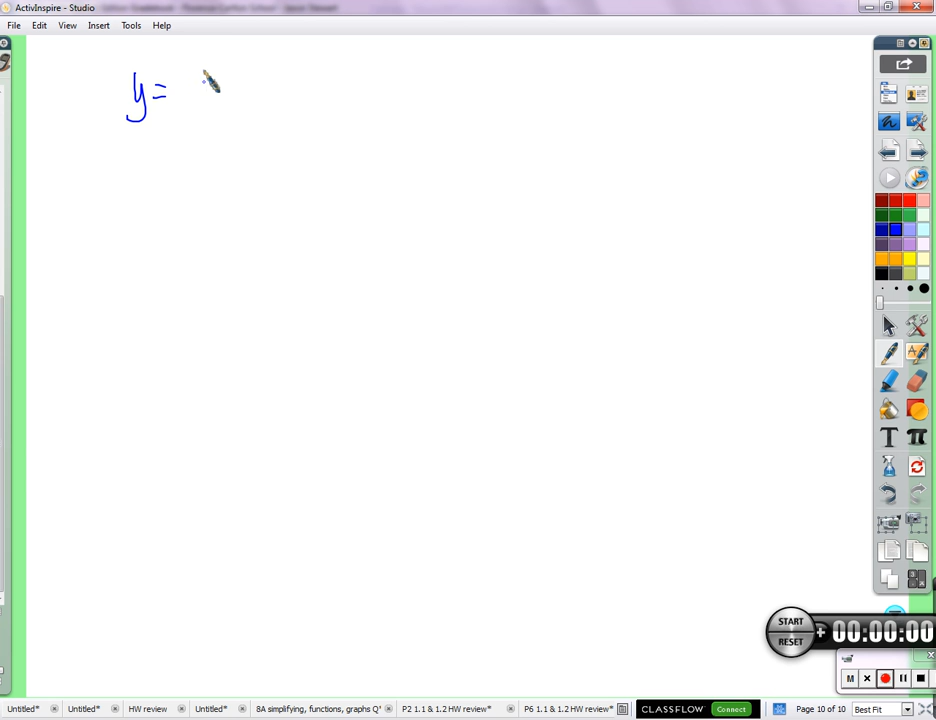 ActivInspire - Studio
File Edit View Insert Tools Help
y=
START
RESET
00:00:00
M
Untitled* Untitled* HW review Untitled* 8A simplifying, functions, graphs Q' P2 1.1 & 1.2 HW review* P6 1.1 & 1.2 HW review* CLASSFLOW Connect Page 10 of 10 Best Fit